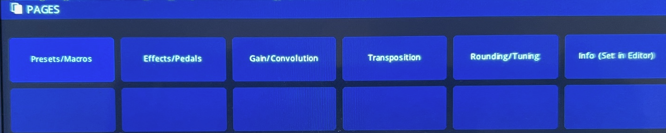 PAGES
Presets/Macros
Effects/Pedals
Gain/Convolution
Transposition
Rounding/Tuning
Info (Set in Editor)